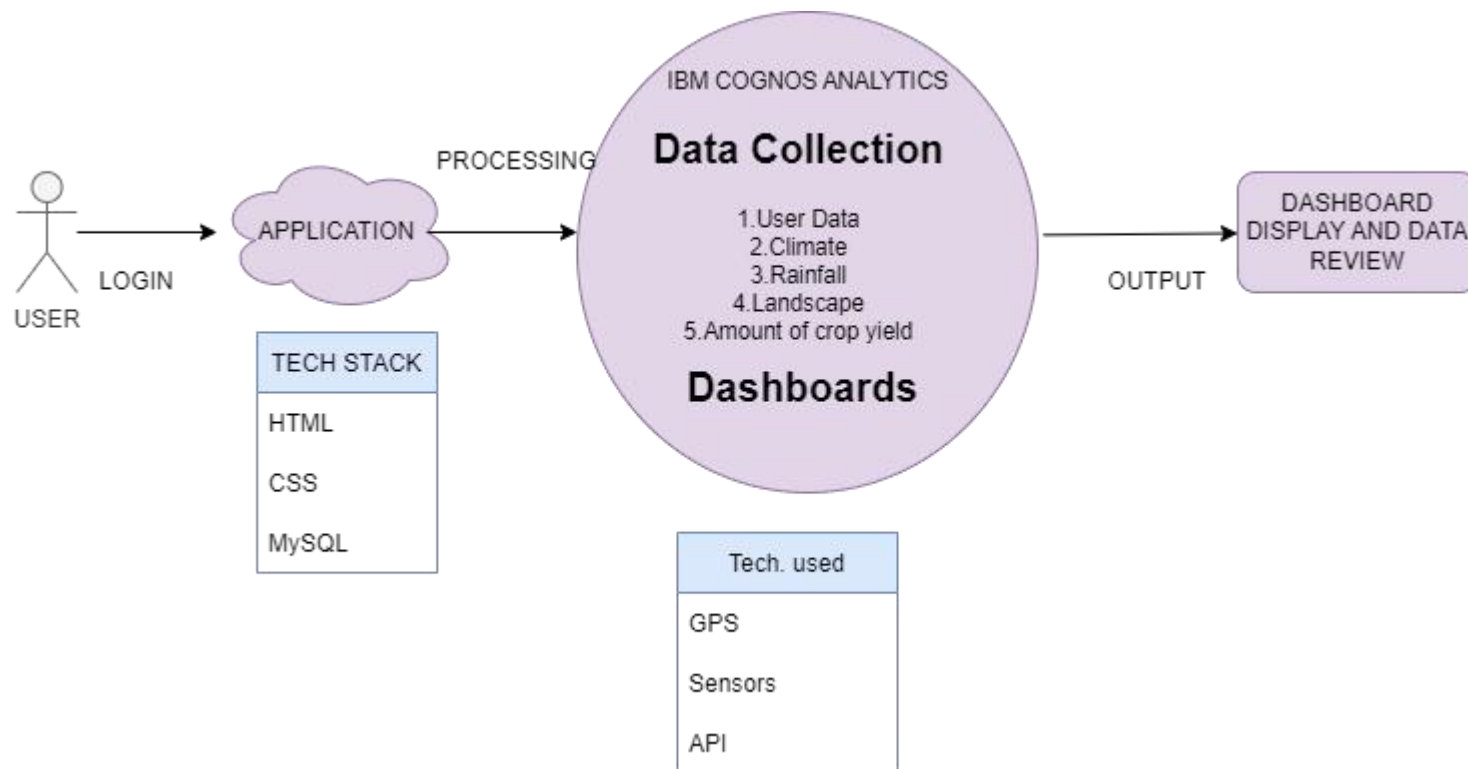 USER
LOGIN
APPLICATION
TECH STACK
HTML
CSS
MySQL
PROCESSING
IBM COGNOS ANALYTICS
Data Collection
1.User Data
2.Climate
3.Rainfall
4.Landscape
5.Amount of crop yield
Dashboards
Tech. used
GPS
Sensors
API
OUTPUT
DASHBOARD
DISPLAY AND DATA
REVIEW